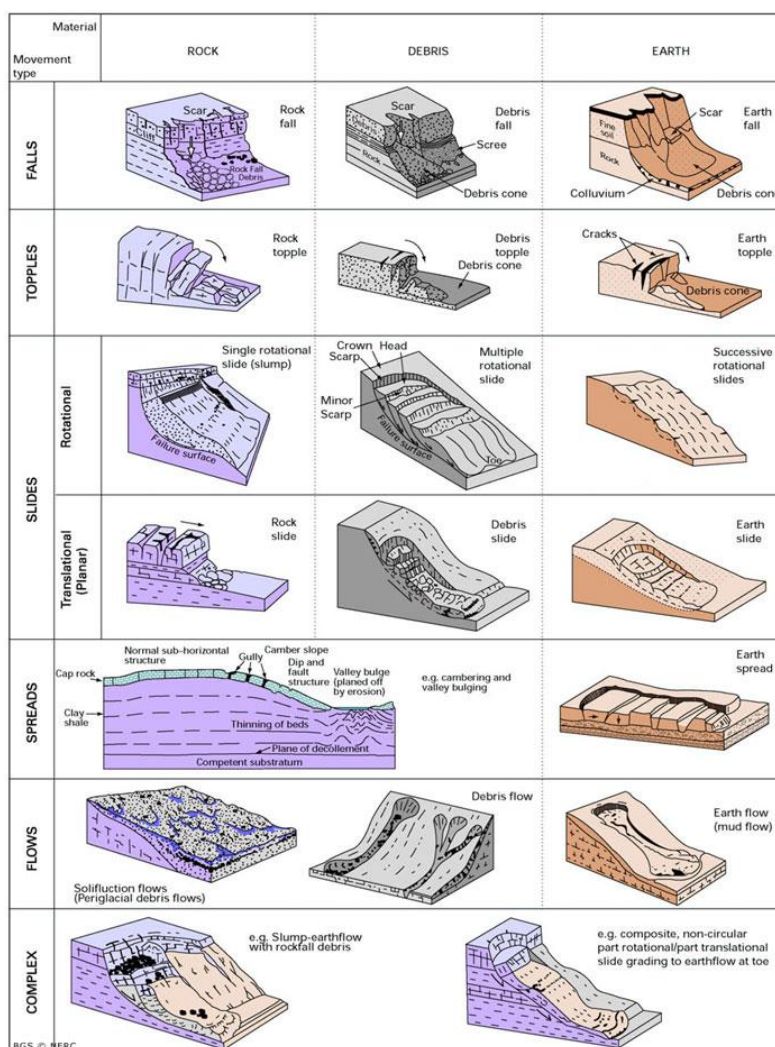 Material
Movement
type
ROCK
DEBRIS
EARTH
FALLS
Scar
Cliff
Rock Fall
Debris
Rock
fall
Scar
Debris
Rock
Debris
fall
Scree
Debris cone
Fine
soil
Rock
Colluvium
Scar
Earth
fall
Debris cone
TOPPLES
Rock
topple
Debris
topple
Debris cone
Cracks
Earth
topple
Debris cone
SLIDES
Rotational
Single rotational
slide (slump)
Failure surface
Crown
Scarp
Head
Minor
Scarp
Failure surface
Toe
Multiple
rotational
slide
Successive
rotational
slides
Translational
(Planar)
Rock
slide
Debris
slide
Earth
slide
SPREADS
Normal sub-horizontal
structure
Gully
Camber slope
Dip and
fault
structure
Valley bulge
(planed off
by erosion)
Cap rock
Clay
shale
Thinning of beds
Plane of decollement
Competent substratum
e.g. cambering and
valley bulging
Earth
spread
FLOWS
Solifluction flows
(Periglacial debris flows)
Debris flow
Earth flow
(mud flow)
COMPLEX
e.g. Slump-earthflow
with rockfall debris
e.g. composite, non-circular
part rotational/part translational
slide grading to earthflow at toe
BGS © NERC